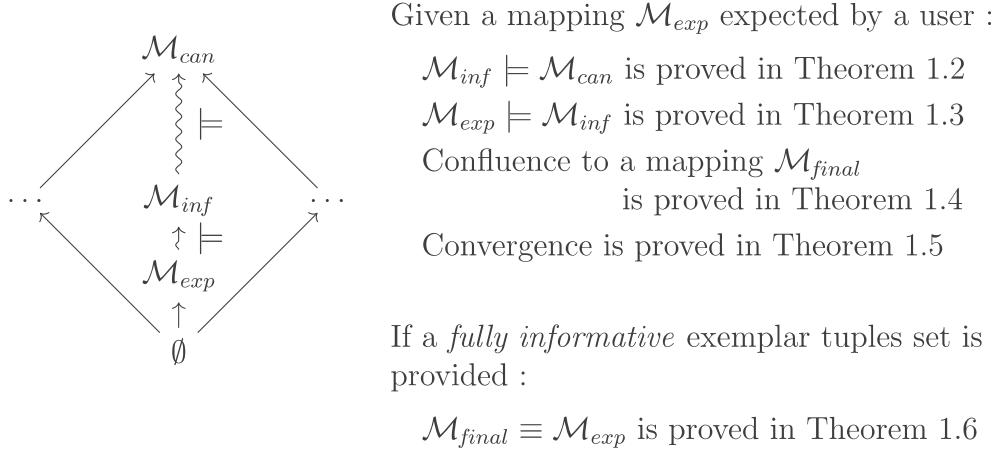 M_can
⊨
... M_inf ...
⊨
M_exp
∅
Given a mapping M_exp expected by a user :
M_inf ⊨ M_can is proved in Theorem 1.2
M_exp ⊨ M_inf is proved in Theorem 1.3
Confluence to a mapping M_final
is proved in Theorem 1.4
Convergence is proved in Theorem 1.5
If a fully informative exemplar tuples set is
provided :
M_final ≡ M_exp is proved in Theorem 1.6